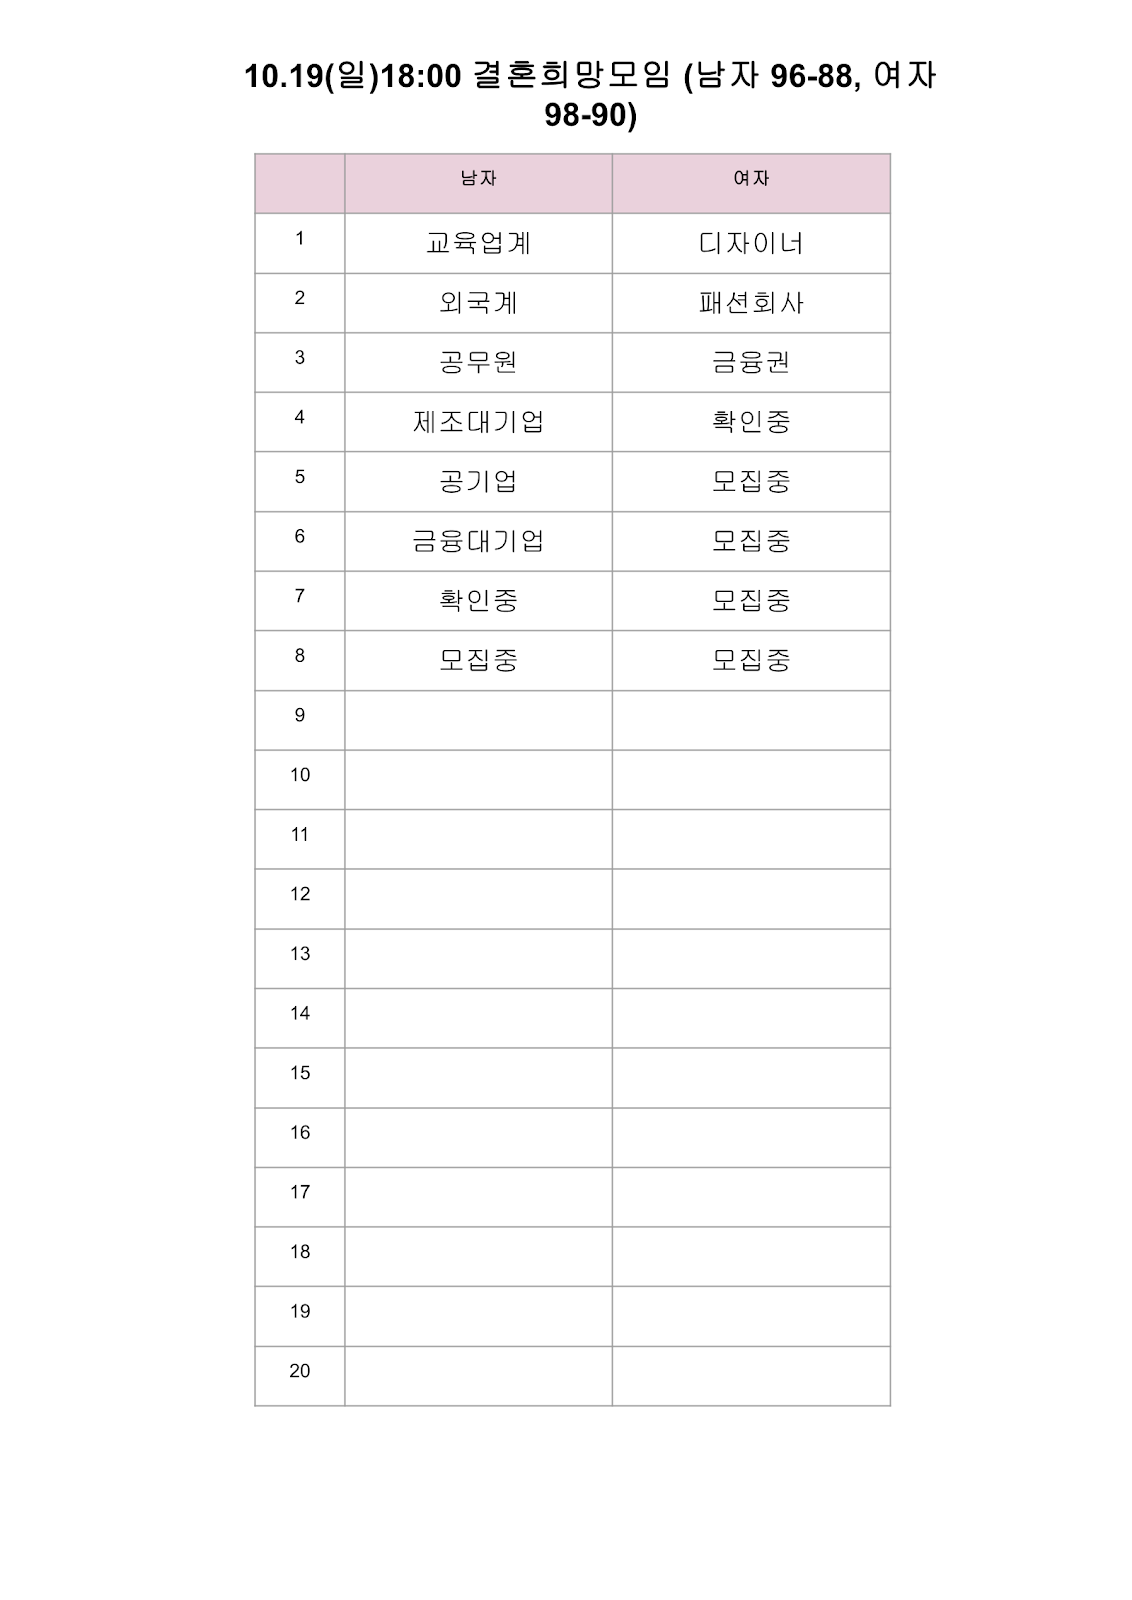 10.19(일)18:00 결혼희망모임 (남자 96-88, 여자
98-90)
남자 여자
1 교육업계 디자이너
2 외국계 패션회사
3 공무원 금융권
4 제조대기업 확인중
5 공기업 모집중
6 금융대기업 모집중
7 확인중 모집중
8 모집중 모집중
9
10
11
12
13
14
15
16
17
18
19
20